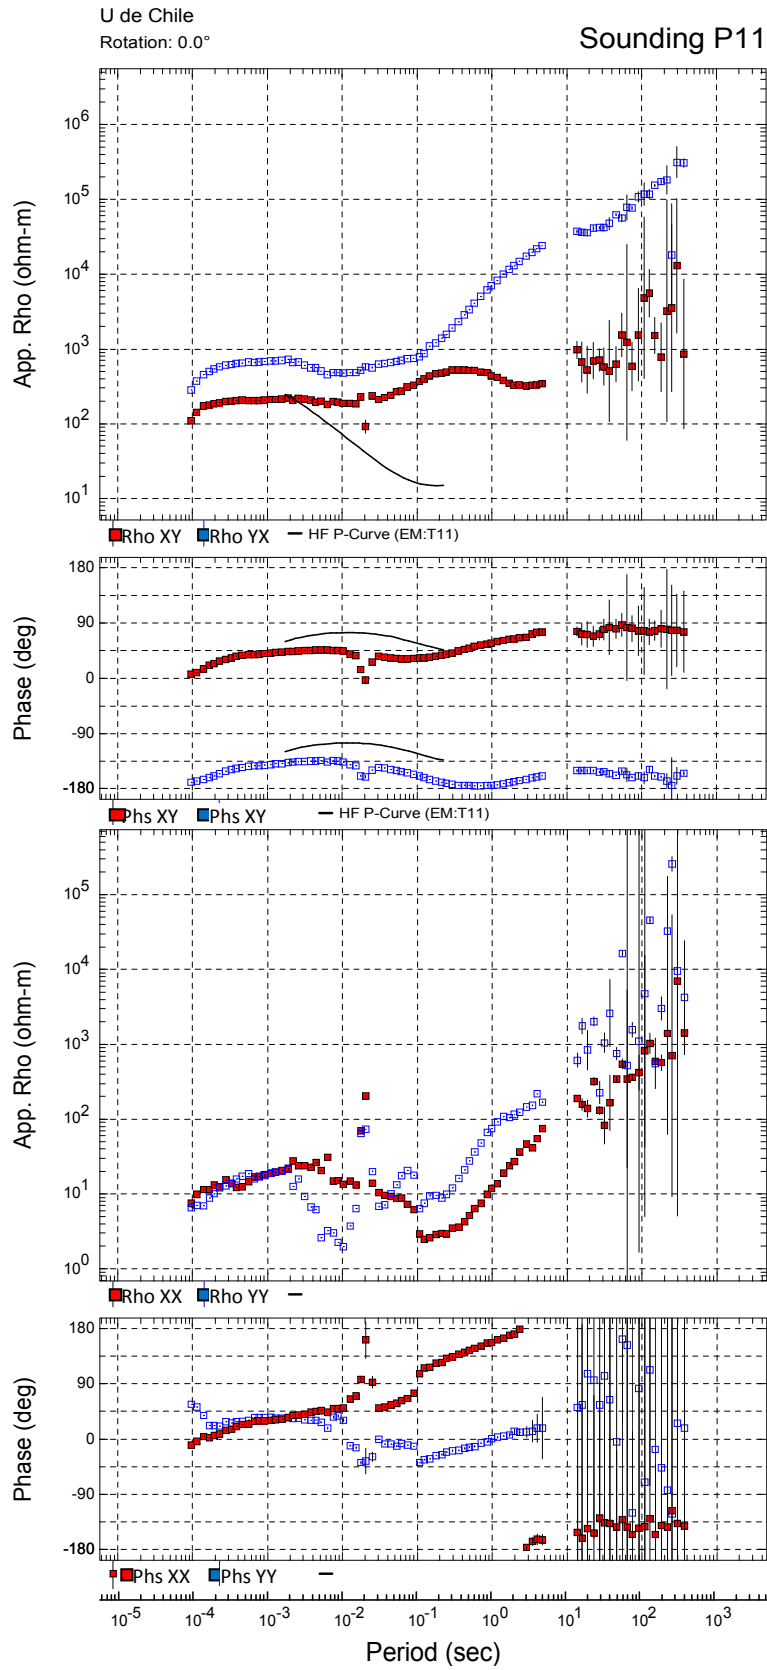 U de Chile
Rotation: 0.0°
Sounding P11
App. Rho (ohm-m)
10^6
10^5
10^4
10^3
10^2
10^1
Rho XY Rho YX HF P-Curve (EM:T11)
Phase (deg)
180
90
0
-90
-180
Phs XY Phs XY HF P-Curve (EM:T11)
App. Rho (ohm-m)
10^5
10^4
10^3
10^2
10^1
10^0
Rho XX Rho YY
Phase (deg)
180
90
0
-90
-180
Phs XX Phs YY
10^-5 10^-4 10^-3 10^-2 10^-1 10^0 10^1 10^2 10^3
Period (sec)